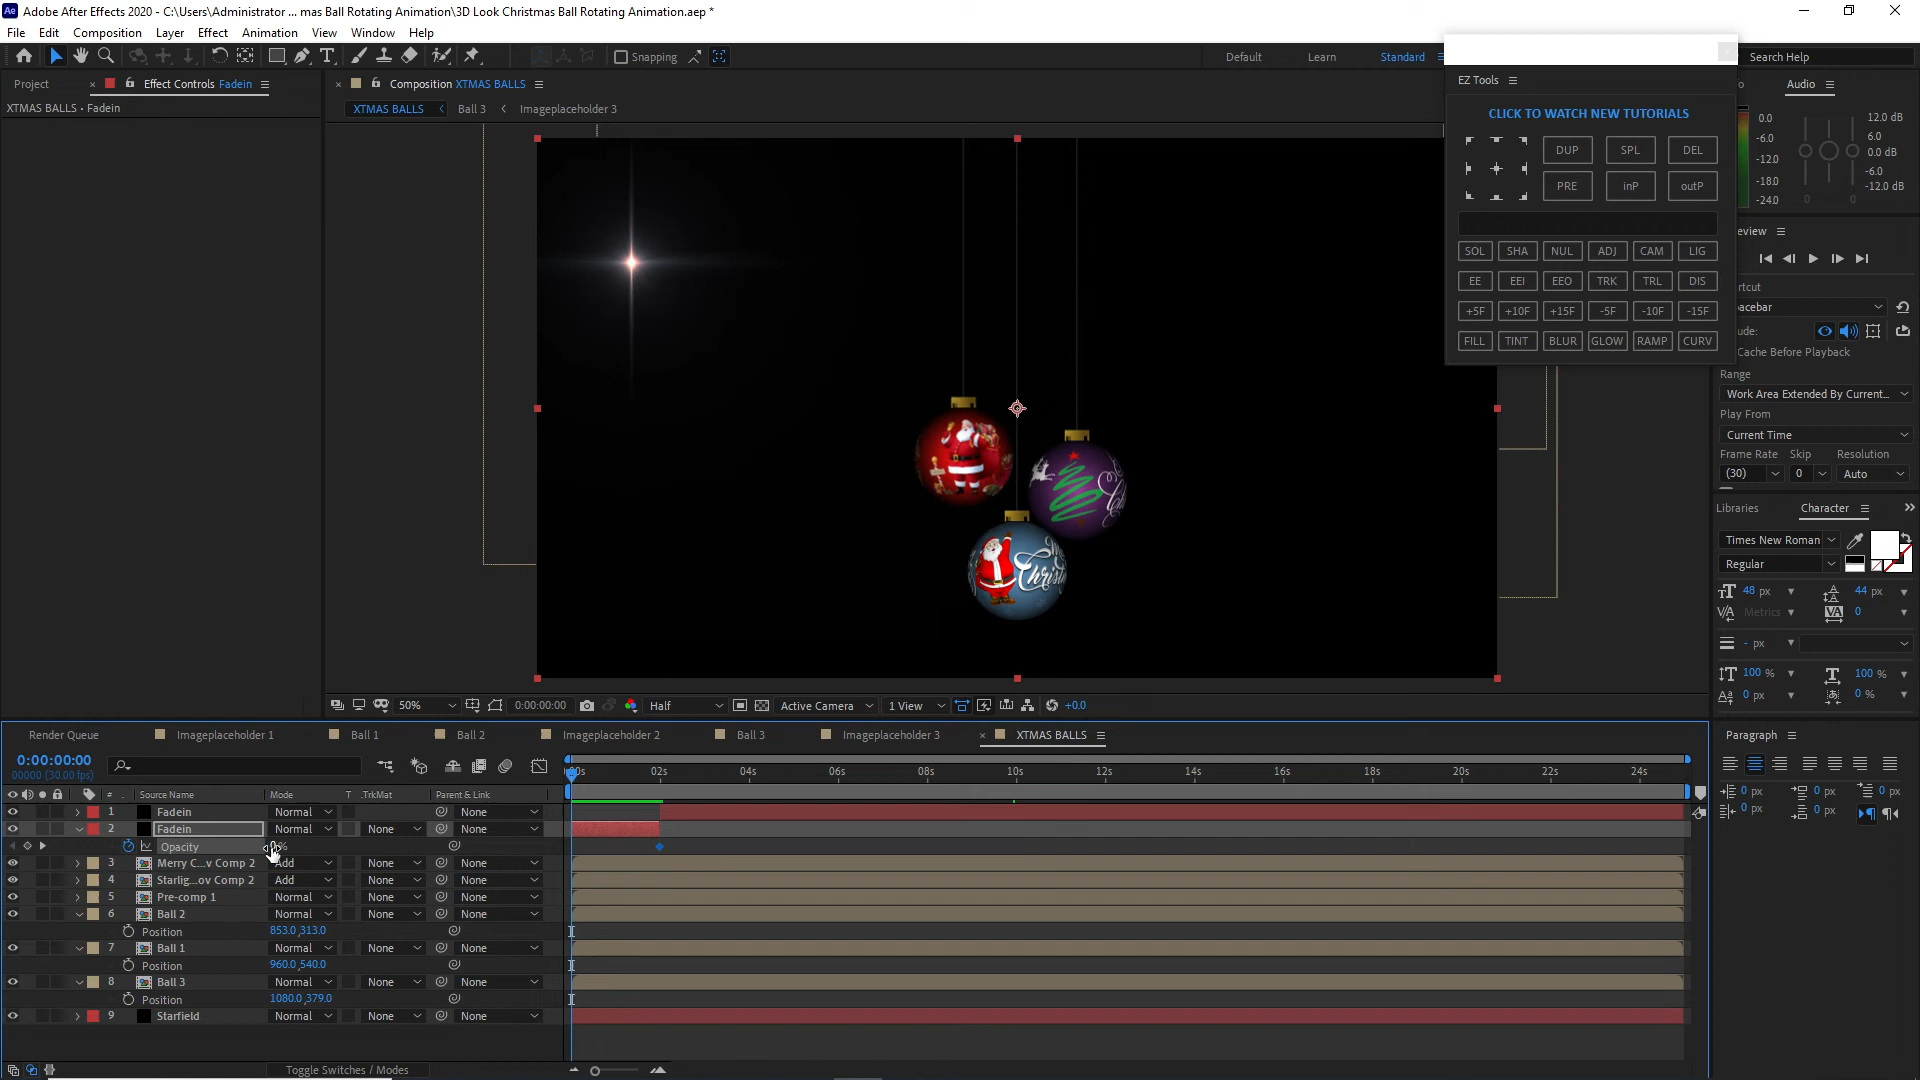 Adobe After Effects 2020 - C:\Users\Administrator ... mas Ball Rotating Animation\3D Look Christmas Ball Rotating Animation.aep *
File Edit Composition Layer Effect Animation View Window Help
Snapping Default Learn Standard Search Help
Project Effect Controls Fadein
XTMAS BALLS • Fadein
Composition XTMAS BALLS
XTMAS BALLS Ball 3 Imageplaceholder 3
EZ Tools
CLICK TO WATCH NEW TUTORIALS
DUP SPL DEL
PRE inP outP
SOL SHA NUL ADJ CAM LIG
EE EEI EEO TRK TRL DIS
+5F +10F +15F -5F -10F -15F
FILL TINT BLUR GLOW RAMP CURV
Audio
0.0 12.0 dB
-6.0 6.0
-12.0 0.0 dB
-18.0 -6.0
-24.0 0 0 -12.0 dB
eview
rtcut
acebar
ude:
Cache Before Playback
Range
Work Area Extended By Current...
Play From
Current Time
Frame Rate Skip Resolution
(30) 0 Auto
Libraries Character
Times New Roman
Regular
48 px 44 px
Metrics 0
- px
100 % 100 %
0 px 0 %
Paragraph
0 px 0 px 0 px
0 px 0 px
50% 0:00:00:00 Half Active Camera 1 View +0.0
Render Queue Imageplaceholder 1 Ball 1 Ball 2 Imageplaceholder 2 Ball 3 Imageplaceholder 3 XTMAS BALLS
0:00:00:00
00000 (30.00 fps)
02s 04s 06s 08s 10s 12s 14s 16s 18s 20s 22s 24s
# Source Name Mode T .TrkMat Parent & Link
1 Fadein Normal None
2 Fadein Normal None None
Opacity
3 Merry C...v Comp 2 Add None None
4 Starlig...ov Comp 2 Add None None
5 Pre-comp 1 Normal None None
6 Ball 2 Normal None None
Position 853.0,313.0
7 Ball 1 Normal None None
Position 960.0,540.0
8 Ball 3 Normal None None
Position 1080.0,379.0
9 Starfield Normal None None
Toggle Switches / Modes